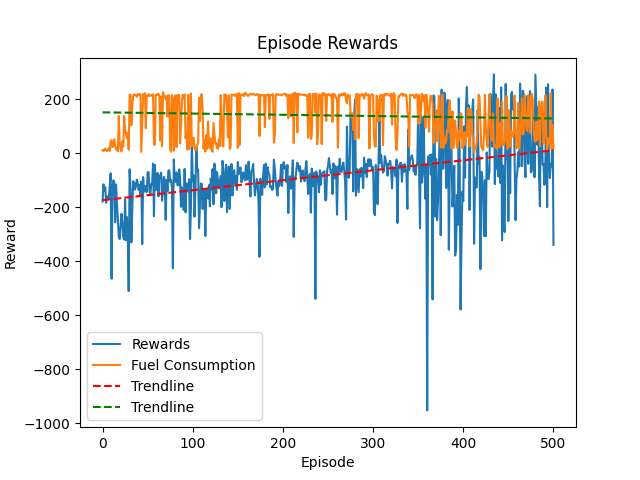 Episode Rewards
200
0
−200
−400
−600
−800
−1000
Reward
Rewards
Fuel Consumption
Trendline
Trendline
0 100 200 300 400 500
Episode